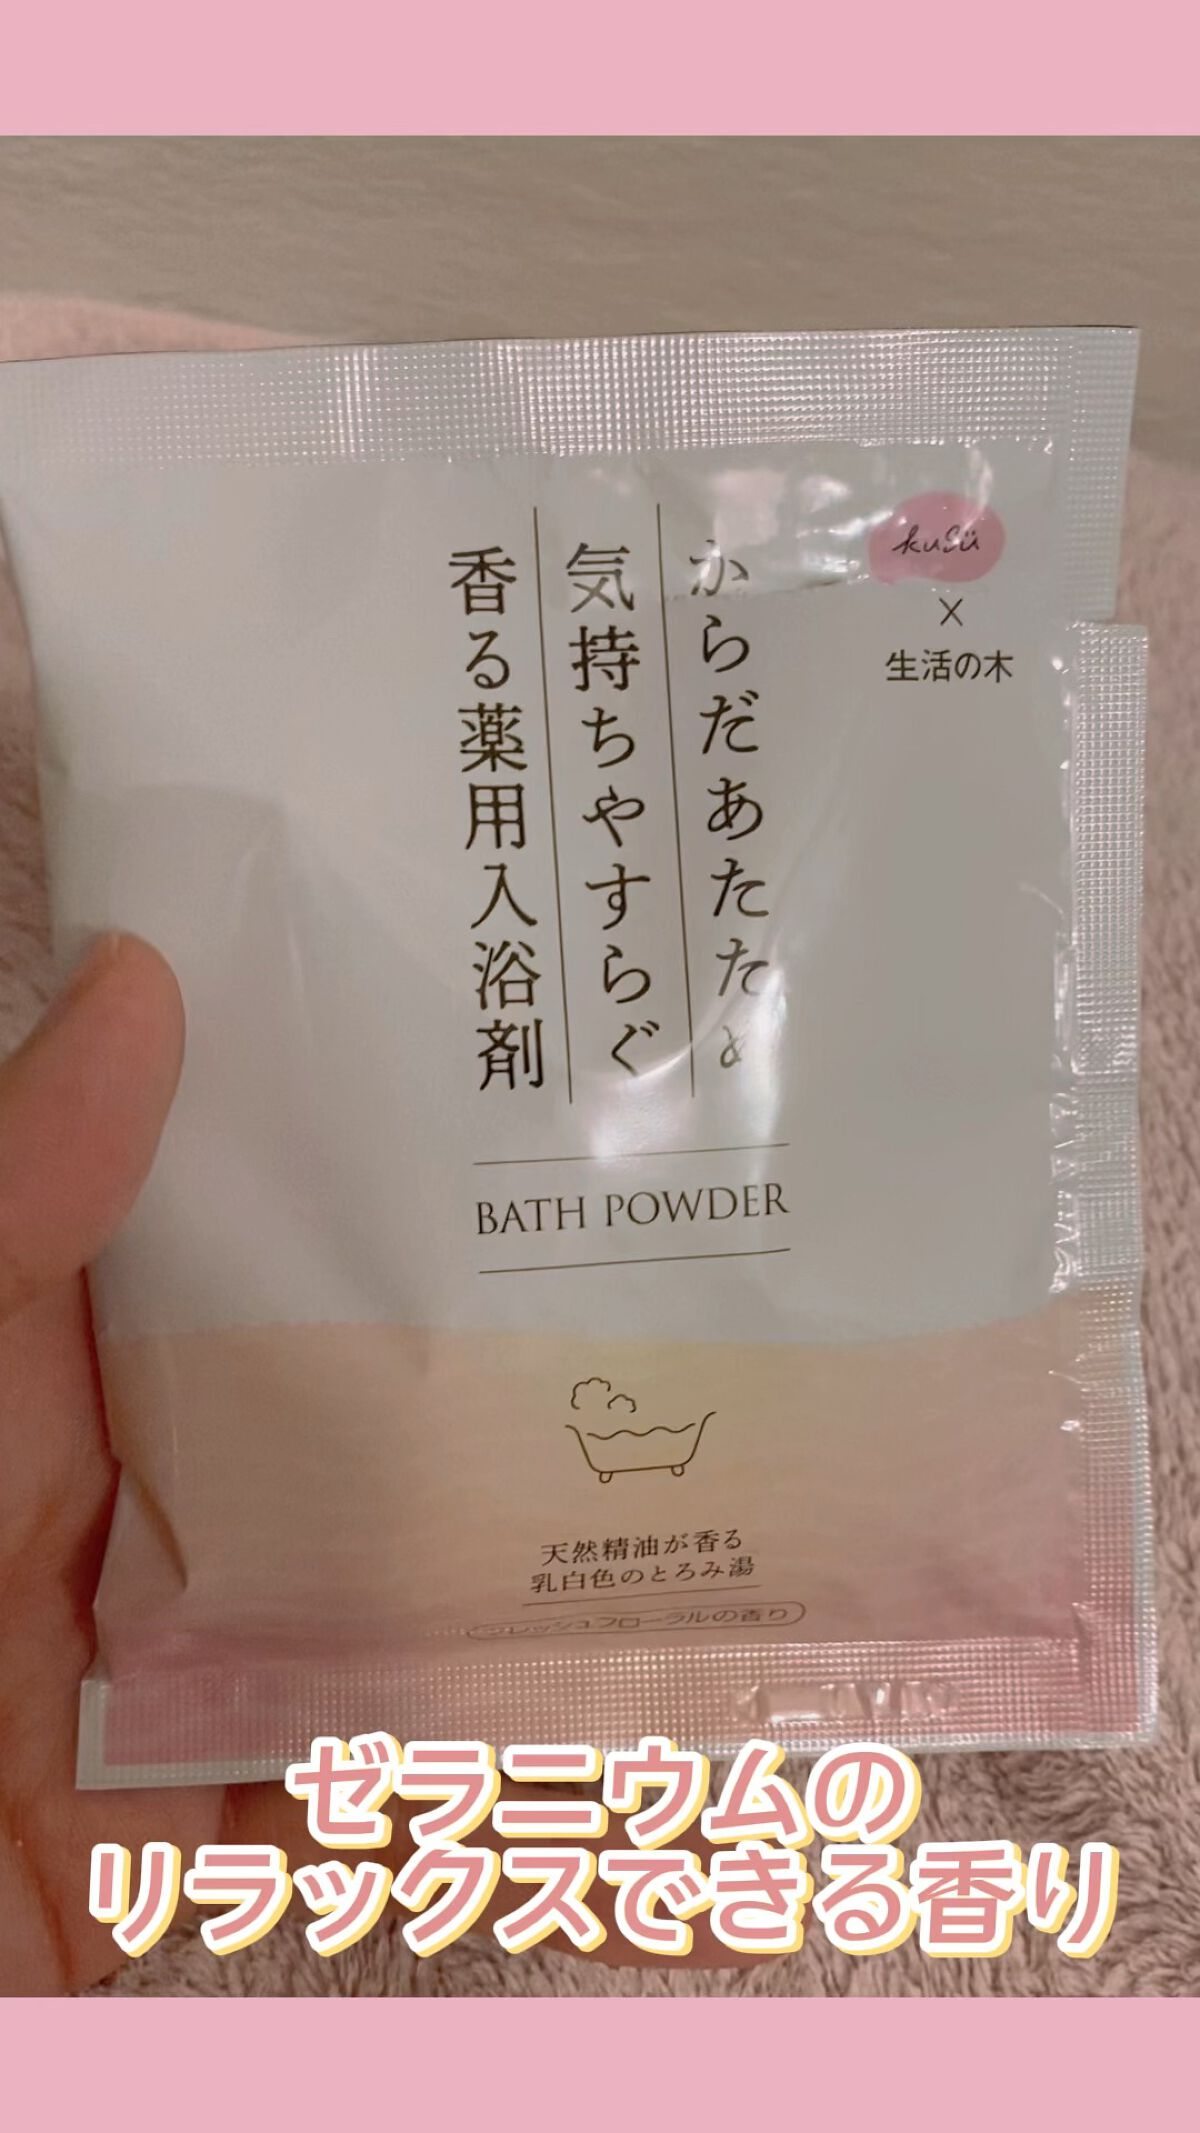 kusü
×
生活の木
からだあたため
気持ちやすらぐ
香る薬用入浴剤
BATH POWDER
天然精油が香る
乳白色のとろみ湯
フレッシュフローラルの香り
ゼラニウムの
リラックスできる香り